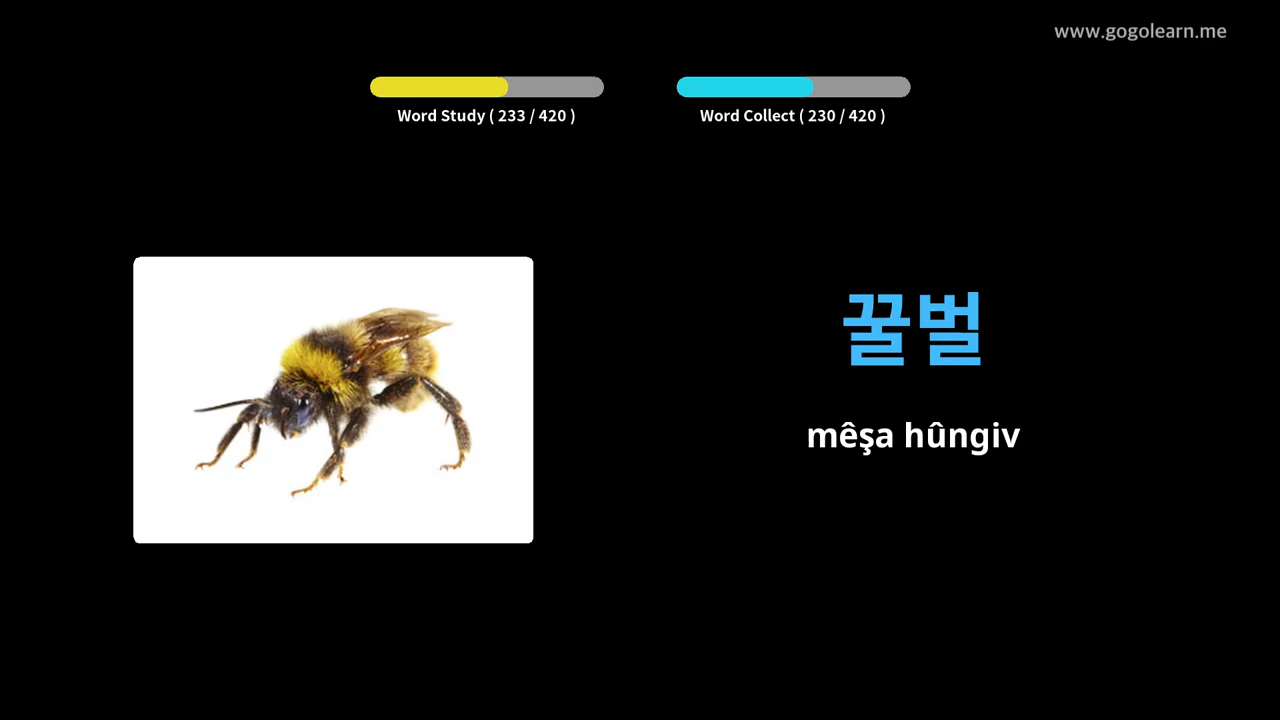 www.gogolearn.me
Word Study ( 233 / 420 )
Word Collect ( 230 / 420 )
꿀벌
mêşa hûngiv